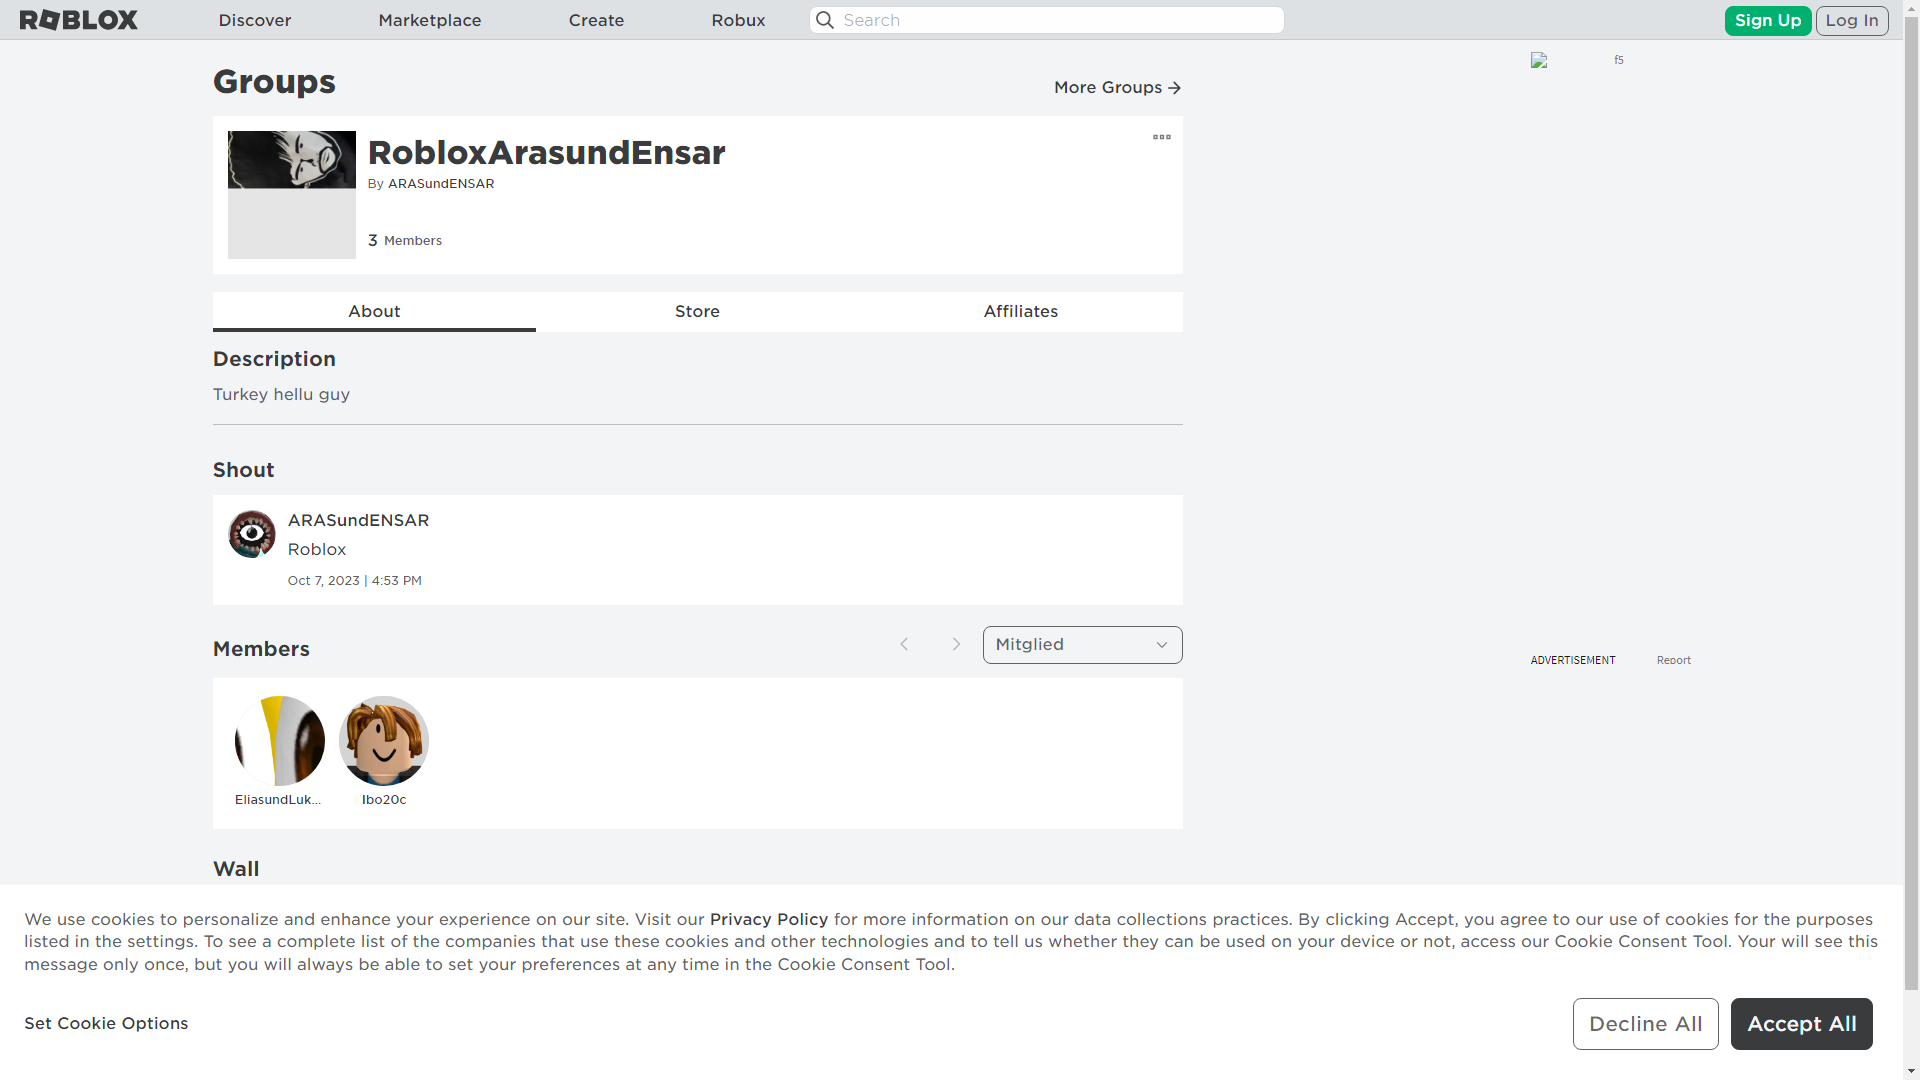 ROBLOX
Discover
Marketplace
Create
Robux
Search
Sign Up
Log In
Groups
More Groups
f5
RobloxArasundEnsar
By ARASundENSAR
3 Members
About
Store
Affiliates
Description
Turkey hellu guy
Shout
ARASundENSAR
Roblox
Oct 7, 2023 | 4:53 PM
Members
Mitglied
ADVERTISEMENT
Report
EliasundLuk...
Ibo20c
Wall
We use cookies to personalize and enhance your experience on our site. Visit our Privacy Policy for more information on our data collections practices. By clicking Accept, you agree to our use of cookies for the purposes
listed in the settings. To see a complete list of the companies that use these cookies and other technologies and to tell us whether they can be used on your device or not, access our Cookie Consent Tool. Your will see this
message only once, but you will always be able to set your preferences at any time in the Cookie Consent Tool.
Set Cookie Options
Decline All
Accept All